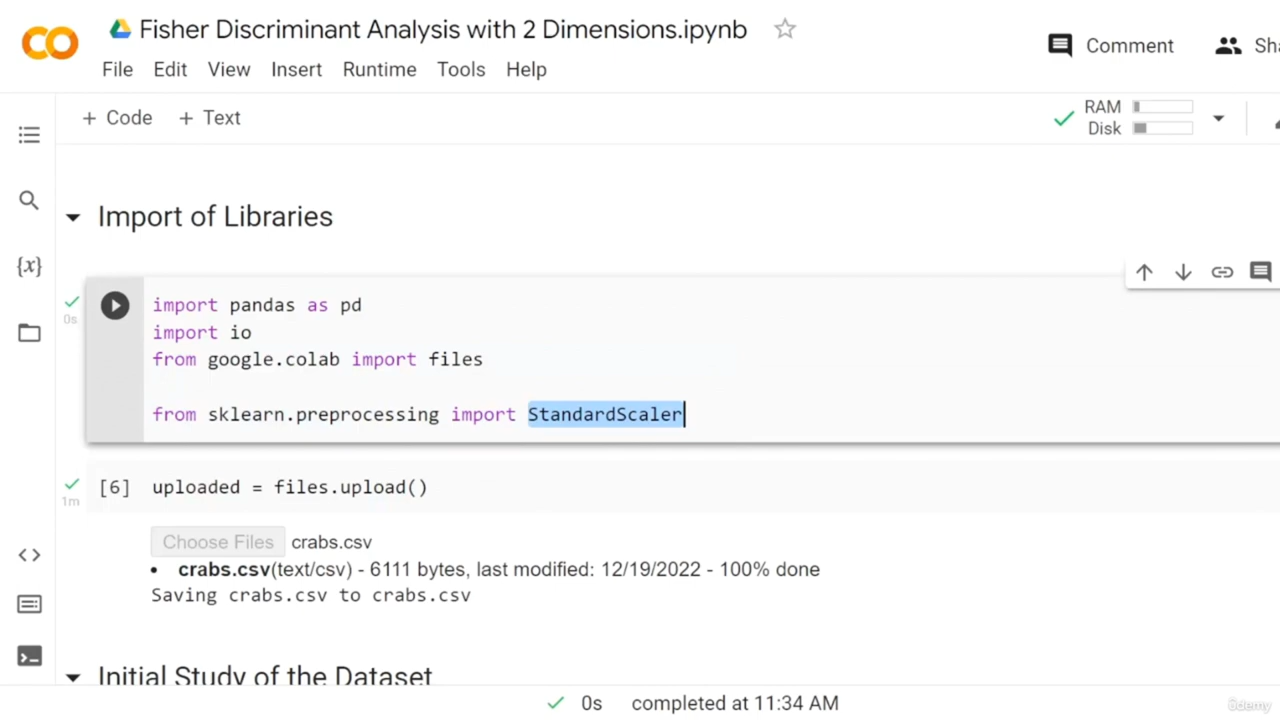 Fisher Discriminant Analysis with 2 Dimensions.ipynb
Comment
File Edit View Insert Runtime Tools Help
+ Code + Text
RAM
Disk
Import of Libraries
0s
import pandas as pd
import io
from google.colab import files
from sklearn.preprocessing import StandardScaler
1m
[6] uploaded = files.upload()
Choose Files crabs.csv
• crabs.csv(text/csv) - 6111 bytes, last modified: 12/19/2022 - 100% done
Saving crabs.csv to crabs.csv
Initial Study of the Dataset
0s completed at 11:34 AM
ûdemy